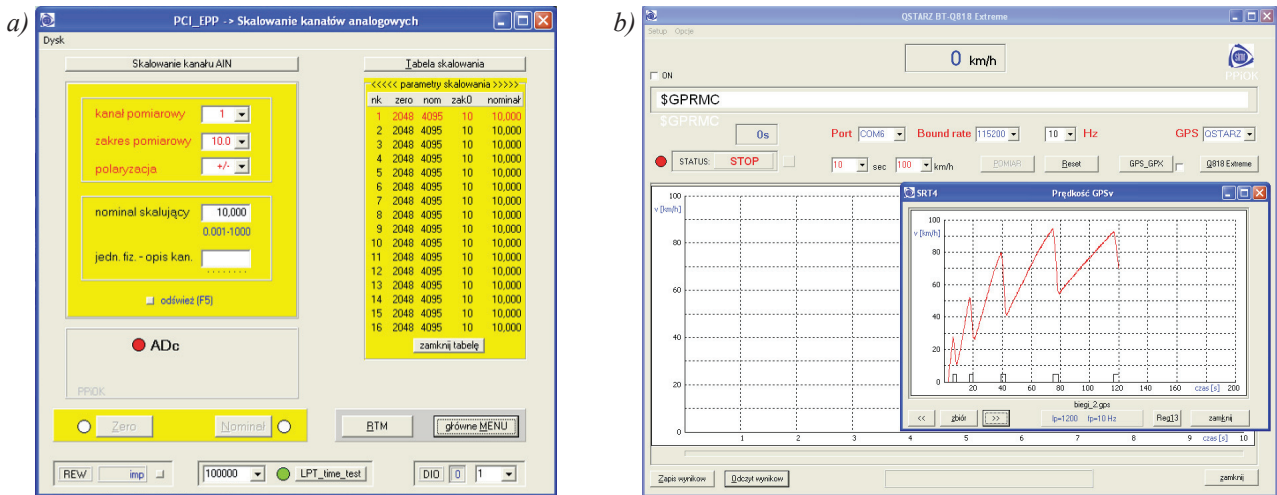 a)
PCI_EPP -> Skalowanie kanałów analogowych
Dysk
Skalowanie kanału AIN
Tabela skalowania
kanał pomiarowy 1
zakres pomiarowy 10.0
polaryzacja +/-
nominał skalujący 10,000
0.001-1000
jedn. fiz. - opis kan.
........
odśwież (F5)
ADc
PPiOK
<<<<< parametry skalowania >>>>>
nk zero nom zak0 nominał
1 2048 4095 10 10,000
2 2048 4095 10 10,000
3 2048 4095 10 10,000
4 2048 4095 10 10,000
5 2048 4095 10 10,000
6 2048 4095 10 10,000
7 2048 4095 10 10,000
8 2048 4095 10 10,000
9 2048 4095 10 10,000
10 2048 4095 10 10,000
11 2048 4095 10 10,000
12 2048 4095 10 10,000
13 2048 4095 10 10,000
14 2048 4095 10 10,000
15 2048 4095 10 10,000
16 2048 4095 10 10,000
zamknij tabelę
Zero Nominał
RTM główne MENU
REW imp 100000 LPT_time_test DIO 0 1
b)
QSTARZ BT-Q818 Extreme
Setup Opcje
0 km/h
PPIOK
ON
$GPRMC
$GPRMC
0s Port COM6 Bound rate 115200 10 Hz GPS QSTARZ
STATUS: STOP 10 sec 100 km/h POMIAR Reset GPS_GPX Q818 Extreme
100
v [km/h]
80
60
40
20
0
1 2 3 4 5 6 7 8 9 czas [s] 10
SRT4 Prędkość GPSv
100
v [km/h]
80
60
40
20
0 20 40 60 80 100 120 140 160 czas [s] 200
biegi_2.gps
<< zbiór >> lp=1200 fp=10 Hz Reg13 zamknij
Zapis wynikow Odczyt wynikow zamknij